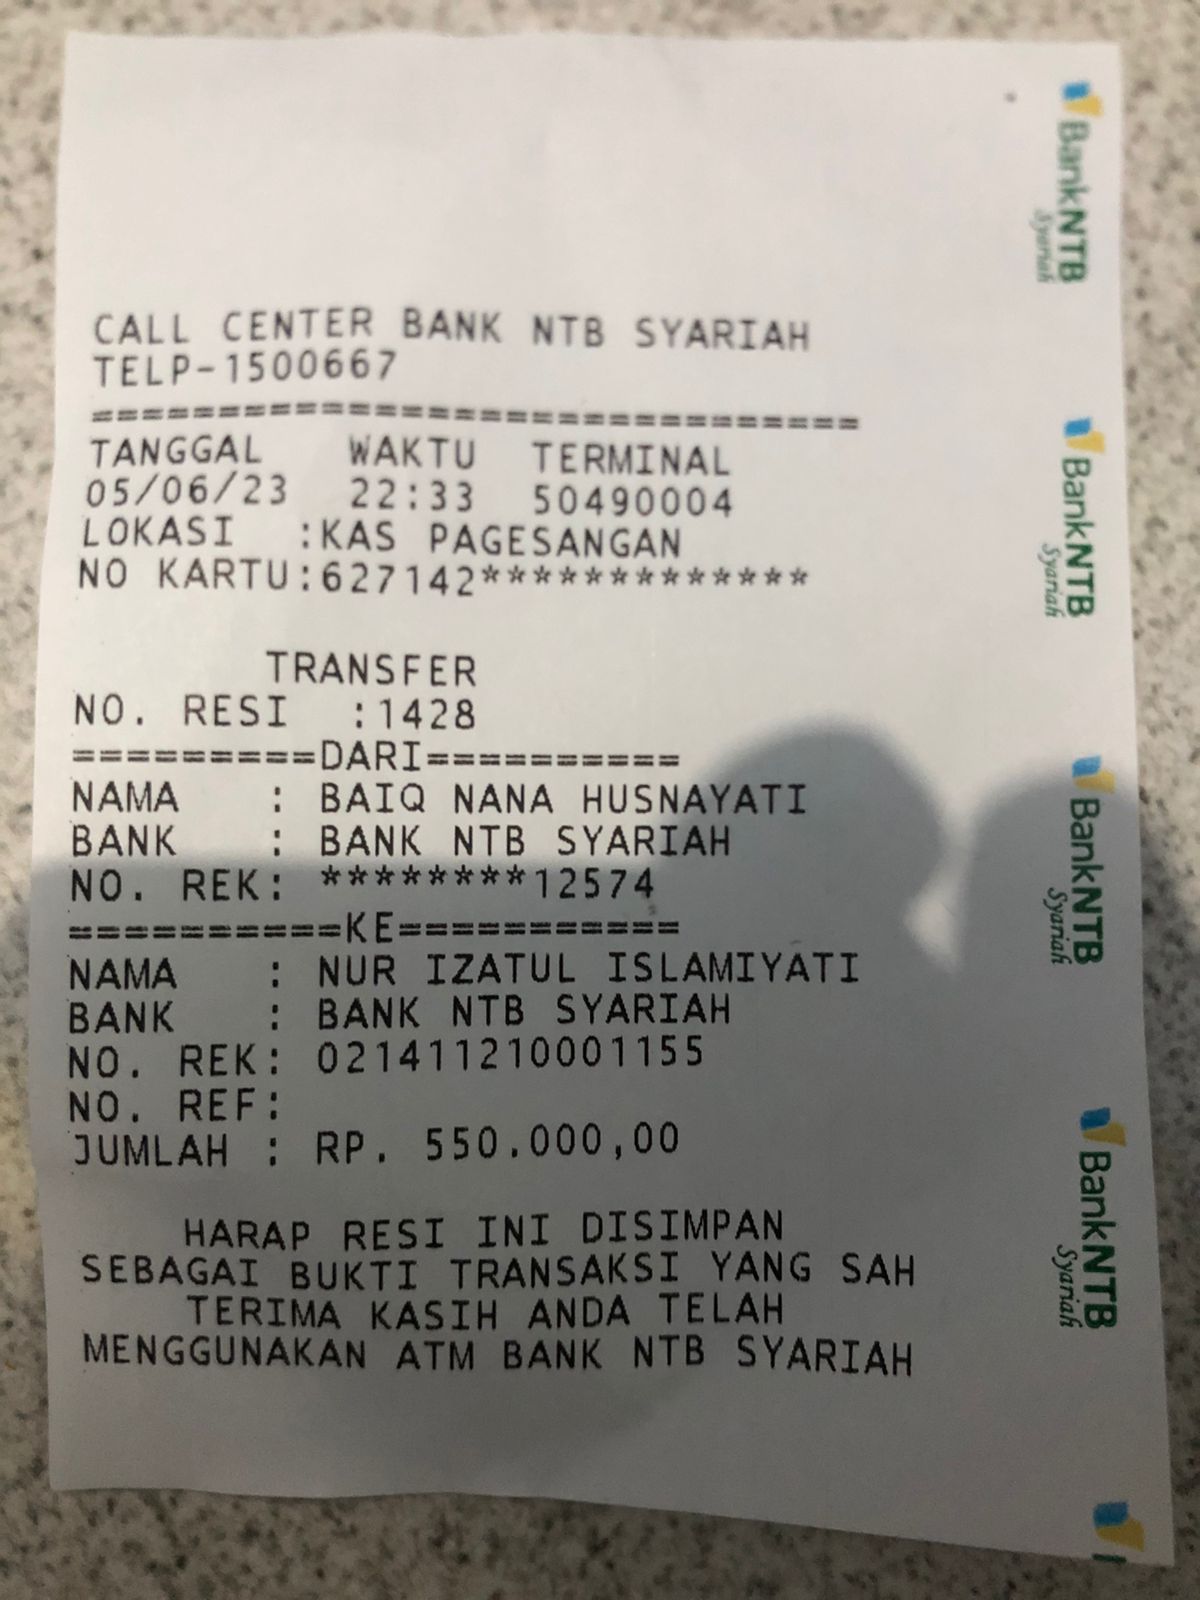 CALL CENTER BANK NTB SYARIAH
TELP-1500667
==============================
TANGGAL WAKTU TERMINAL
05/06/23 22:33 50490004
LOKASI :KAS PAGESANGAN
NO KARTU:627142*************
TRANSFER
NO. RESI :1428
=========DARI==========
NAMA : BAIQ NANA HUSNAYATI
BANK : BANK NTB SYARIAH
NO. REK: ********12574
==========KE===========
NAMA : NUR IZATUL ISLAMIYATI
BANK : BANK NTB SYARIAH
NO. REK: 021411210001155
NO. REF:
JUMLAH : RP. 550.000,00
HARAP RESI INI DISIMPAN
SEBAGAI BUKTI TRANSAKSI YANG SAH
TERIMA KASIH ANDA TELAH
MENGGUNAKAN ATM BANK NTB SYARIAH
BankNTB
Syariah
BankNTB
Syariah
BankNTB
Syariah
BankNTB
Syariah